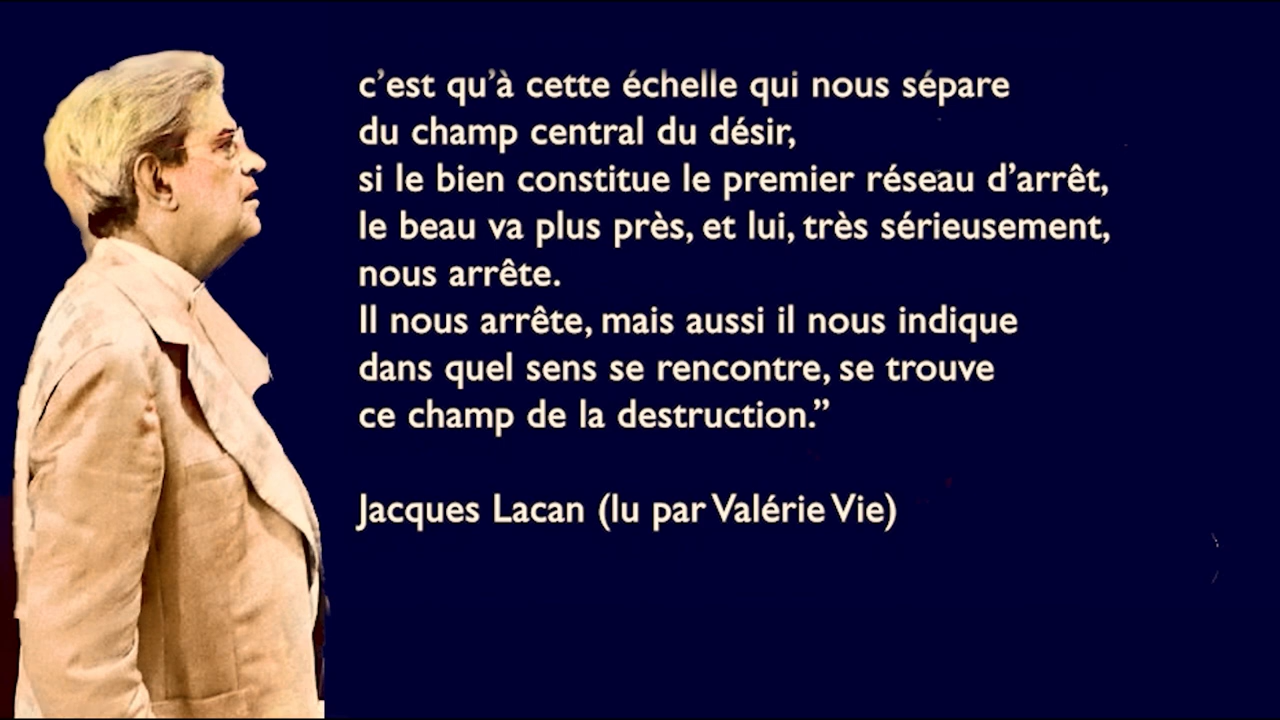 c’est qu’à cette échelle qui nous sépare
du champ central du désir,
si le bien constitue le premier réseau d’arrêt,
le beau va plus près, et lui, très sérieusement,
nous arrête.
Il nous arrête, mais aussi il nous indique
dans quel sens se rencontre, se trouve
ce champ de la destruction.”
Jacques Lacan (lu par Valérie Vie)